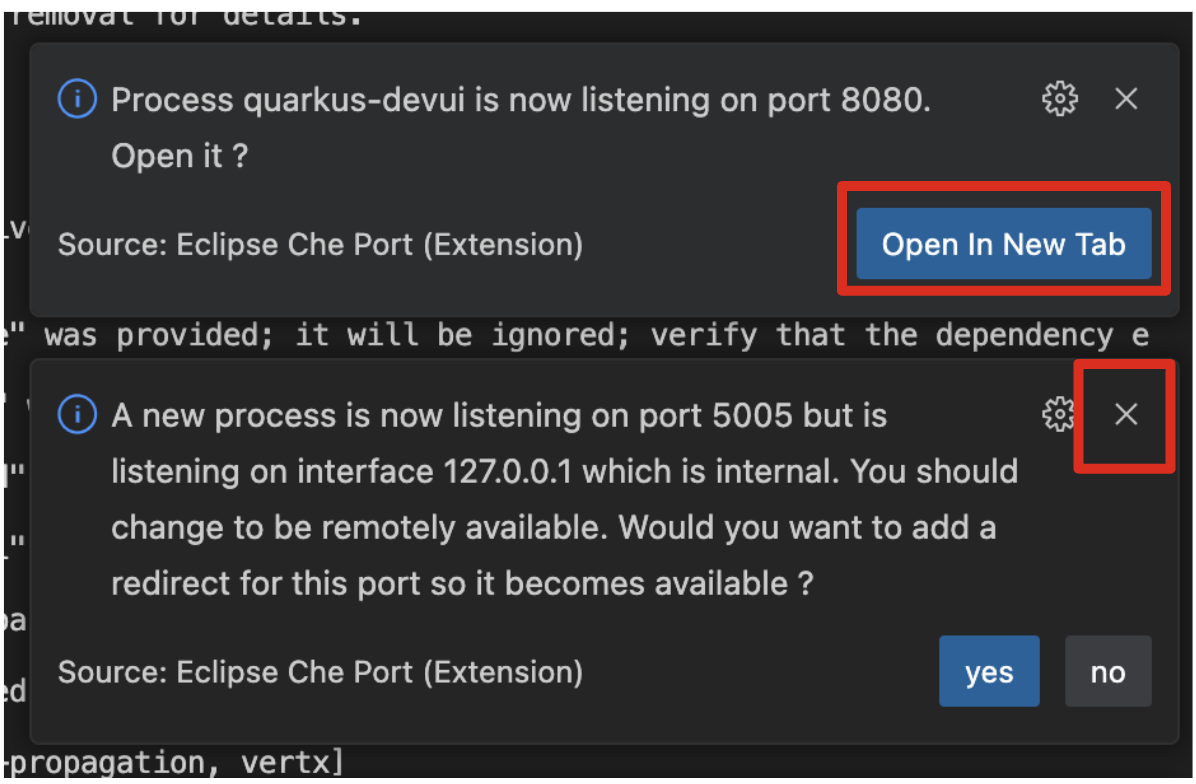 removal for details.
Process quarkus-devui is now listening on port 8080.
Open it ?
Source: Eclipse Che Port (Extension)
Open In New Tab
e" was provided; it will be ignored; verify that the dependency e
A new process is now listening on port 5005 but is
listening on interface 127.0.0.1 which is internal. You should
change to be remotely available. Would you want to add a
redirect for this port so it becomes available ?
Source: Eclipse Che Port (Extension)
yes
no
-propagation, vertx]